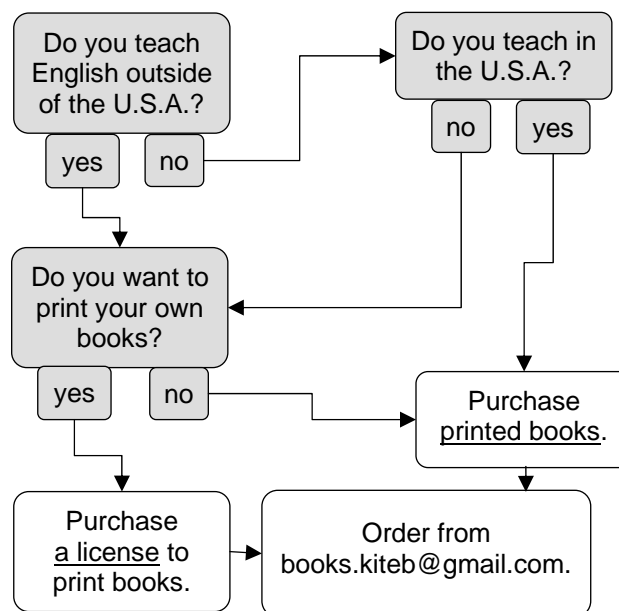 Do you teach
English outside
of the U.S.A.?
yes
no
Do you teach in
the U.S.A.?
no
yes
Do you want to
print your own
books?
yes
no
Purchase
printed books.
Purchase
a license to
print books.
Order from
books.kiteb@gmail.com.